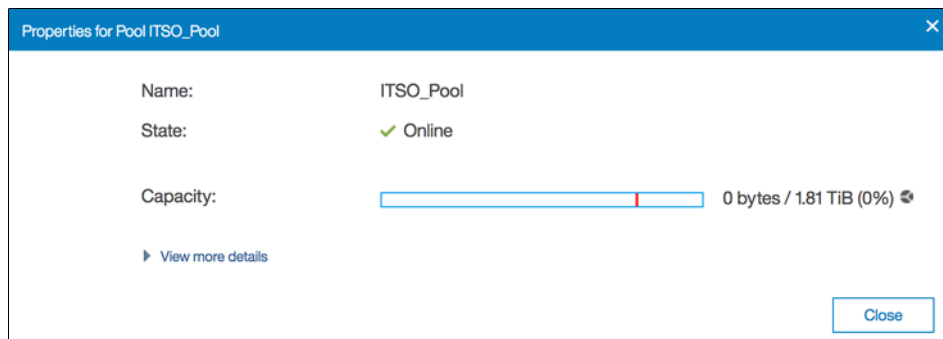 Properties for Pool ITSO_Pool
Name: ITSO_Pool
State: Online
Capacity: 0 bytes / 1.81 TiB (0%)
View more details
Close